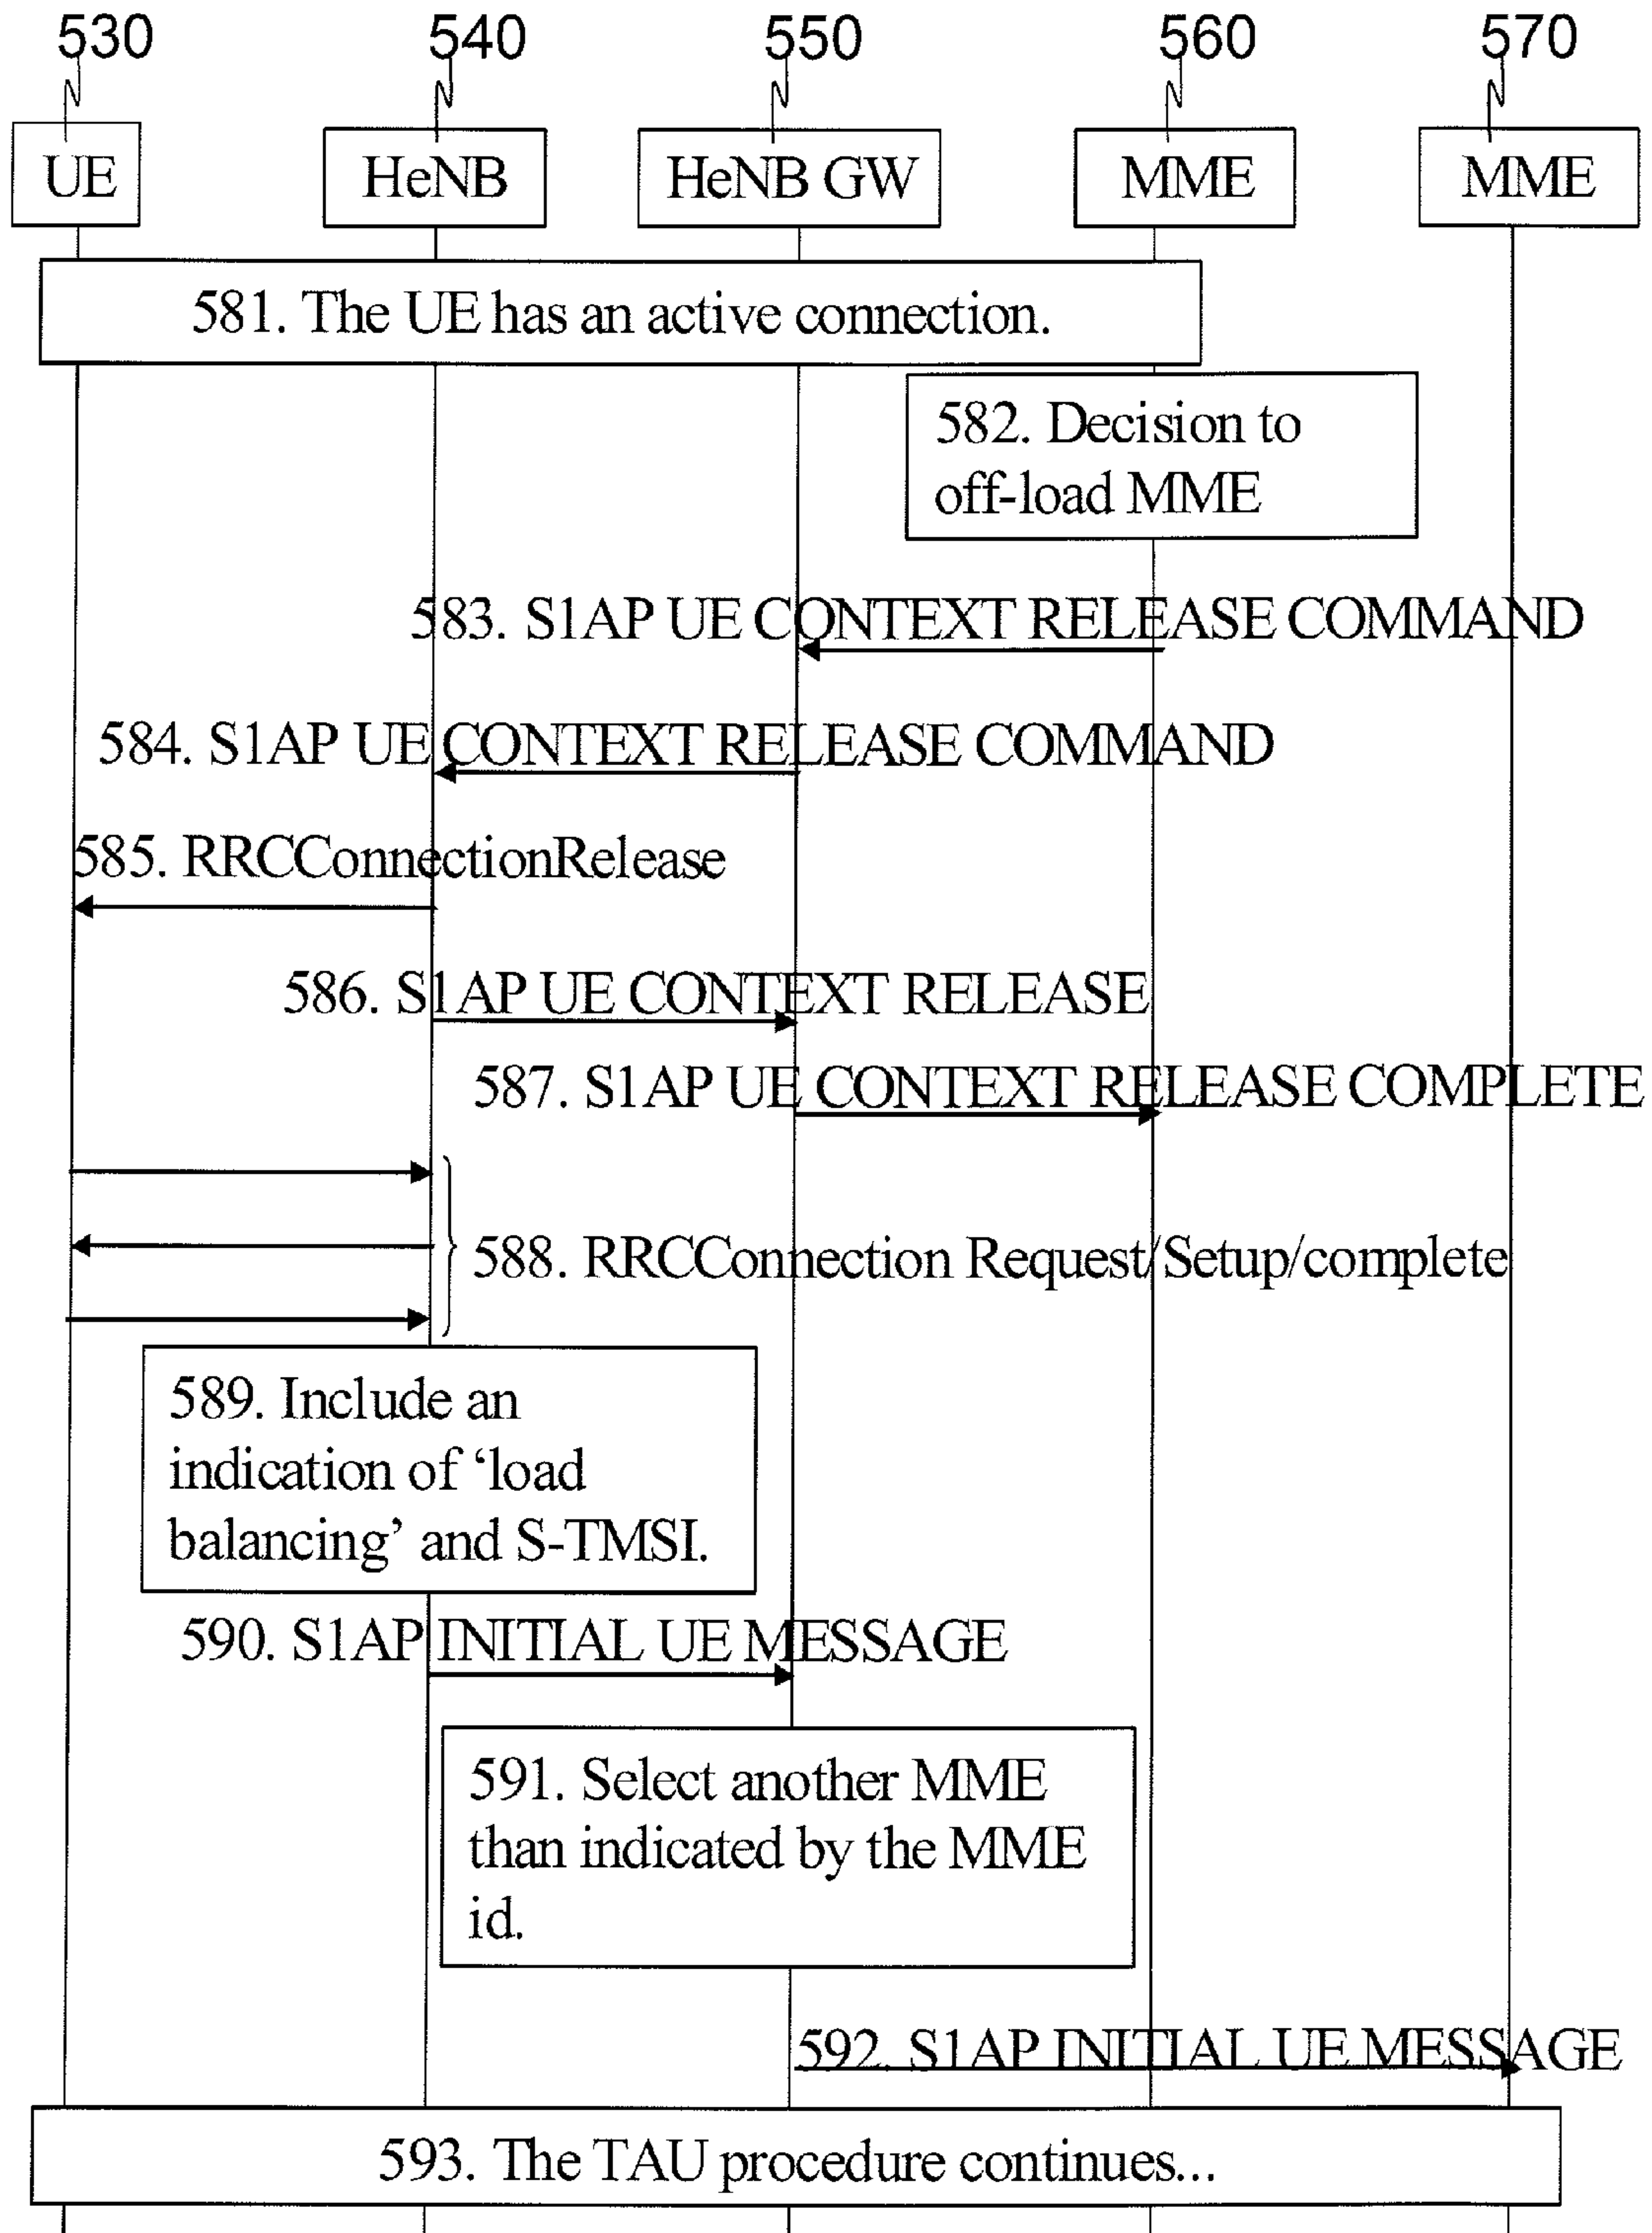 530 540 550 560 570
UE HeNB HeNB GW MME MME
581. The UE has an active connection.
582. Decision to
off-load MME
583. S1AP UE CONTEXT RELEASE COMMAND
584. S1AP UE CONTEXT RELEASE COMMAND
585. RRCConnectionRelease
586. S1AP UE CONTEXT RELEASE
587. S1AP UE CONTEXT RELEASE COMPLETE
588. RRCConnection Request/Setup/complete
589. Include an
indication of ‘load
balancing’ and S-TMSI.
590. S1AP INITIAL UE MESSAGE
591. Select another MME
than indicated by the MME
id.
592. S1AP INITIAL UE MESSAGE
593. The TAU procedure continues...